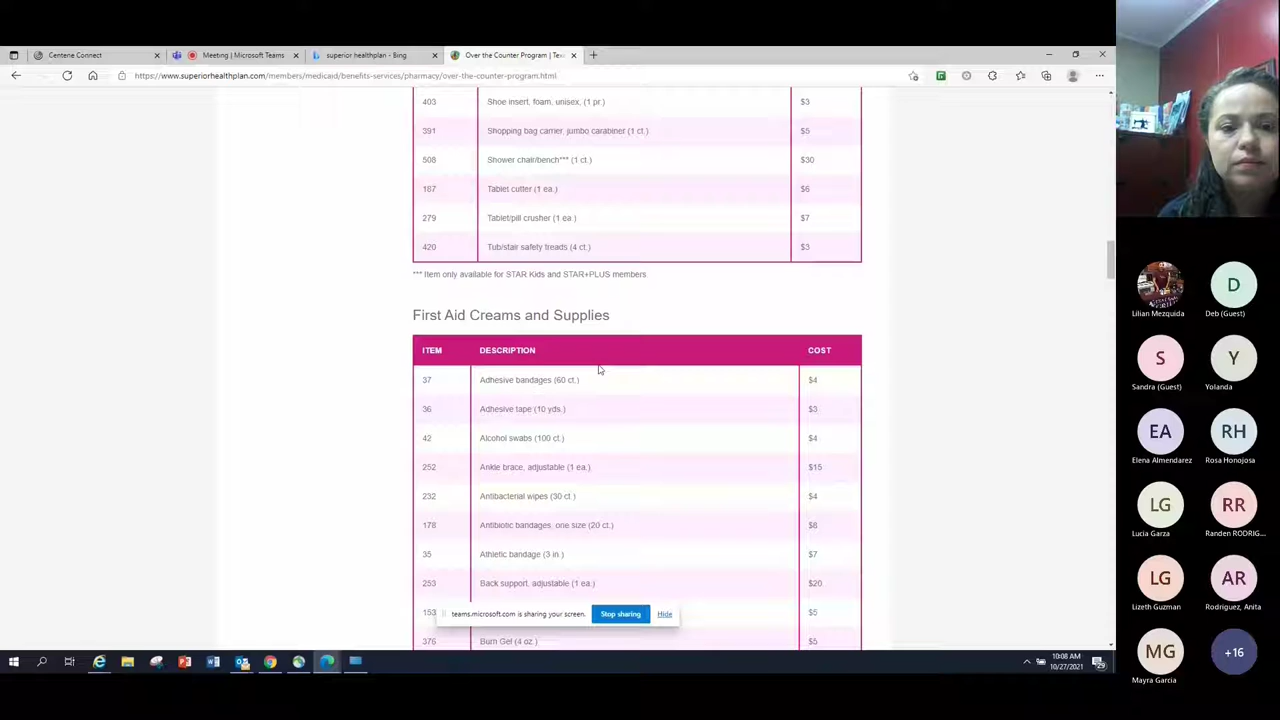 Centene Connect
Meeting | Microsoft Teams
superior healthplan - Bing
Over the Counter Program | Tex
https://www.superiorhealthplan.com/members/medicaid/benefits-services/pharmacy/over-the-counter-program.html
403 Shoe insert, foam, unisex, (1 pr.) $3
391 Shopping bag carrier, jumbo carabiner (1 ct.) $5
508 Shower chair/bench*** (1 ct.) $30
187 Tablet cutter (1 ea.) $6
279 Tablet/pill crusher (1 ea.) $7
420 Tub/stair safety treads (4 ct.) $3
*** Item only available for STAR Kids and STAR+PLUS members
First Aid Creams and Supplies
ITEM DESCRIPTION COST
37 Adhesive bandages (60 ct.) $4
36 Adhesive tape (10 yds.) $3
42 Alcohol swabs (100 ct.) $4
252 Ankle brace, adjustable (1 ea.) $15
232 Antibacterial wipes (30 ct.) $4
178 Antibiotic bandages, one size (20 ct.) $8
35 Athletic bandage (3 in.) $7
253 Back support, adjustable (1 ea.) $20
153 $5
teams.microsoft.com is sharing your screen. Stop sharing Hide
376 Burn Gel (4 oz.) $5
10:08 AM
10/27/2021
29
Lilian Mezquida
D
Deb (Guest)
S
Sandra (Guest)
Y
Yolanda
EA
Elena Almendarez
RH
Rosa Honojosa
LG
Lucia Garza
RR
Randen RODRIG...
LG
Lizeth Guzman
AR
Rodriguez, Anita
MG
Mayra Garcia
+16